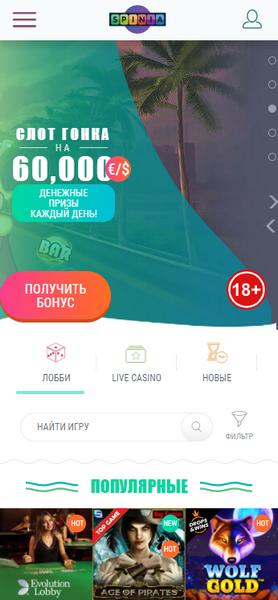 SPINIA
СЛОТ ГОНКА
НА
60,000 €/$
ДЕНЕЖНЫЕ
ПРИЗЫ
КАЖДЫЙ ДЕНЬ!
BAR
ПОЛУЧИТЬ
БОНУС
18+
ЛОББИ
LIVE CASINO
НОВЫЕ
НАЙТИ ИГРУ
ФИЛЬТР
ПОПУЛЯРНЫЕ
HOT
Evolution
Lobby
TOP GAME
NEW
HOT
AGE OF PIRATES
DROPS
& WINS
HOT
WOLF
GOLD